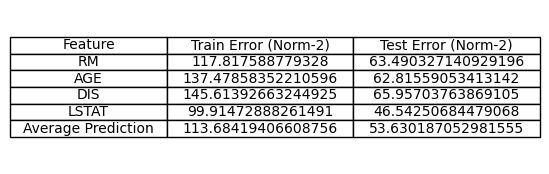 Feature Train Error (Norm-2) Test Error (Norm-2)
RM 117.817588779328 63.490327140929196
AGE 137.47858352210596 62.81559053413142
DIS 145.61392663244925 65.95703763869105
LSTAT 99.91472888261491 46.54250684479068
Average Prediction 113.68419406608756 53.630187052981555